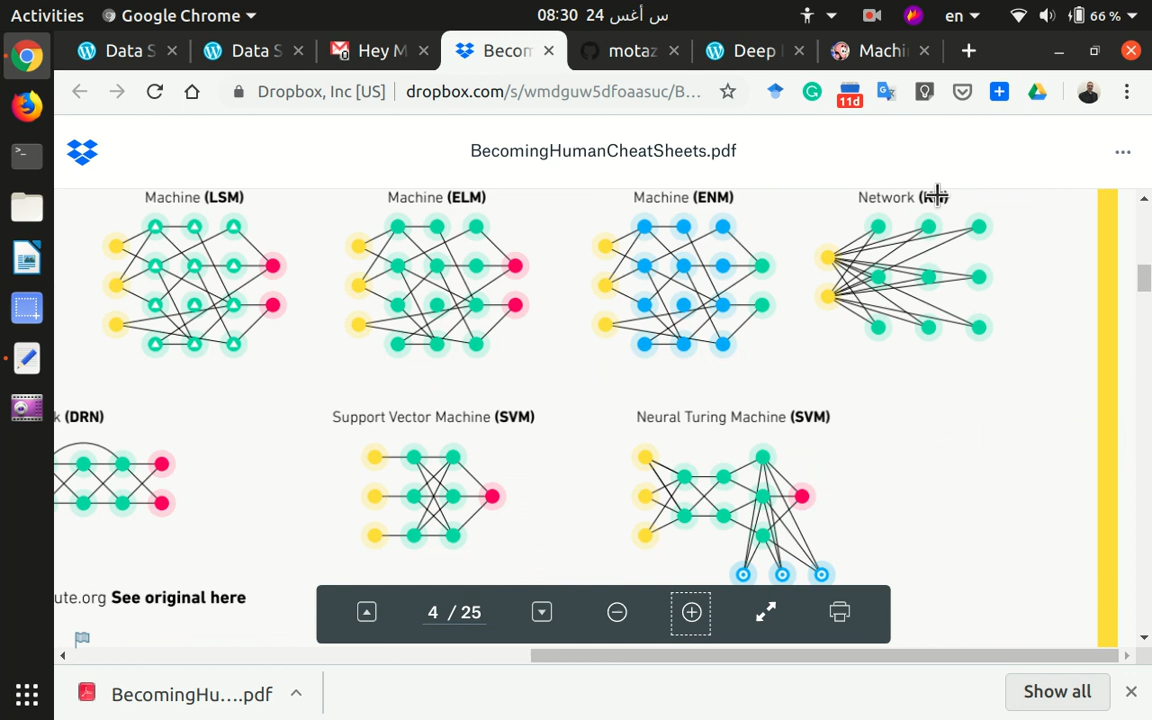 Activities Google Chrome 08:30 24 س أغس en 66 %
Data S Data S Hey M Becom motaz Deep Machi
Dropbox, Inc [US] dropbox.com/s/wmdguw5dfoaasuc/B...
11d
BecomingHumanCheatSheets.pdf
Machine (LSM) Machine (ELM) Machine (ENM) Network
k (DRN) Support Vector Machine (SVM) Neural Turing Machine (SVM)
ute.org See original here
4 / 25
BecomingHu....pdf Show all